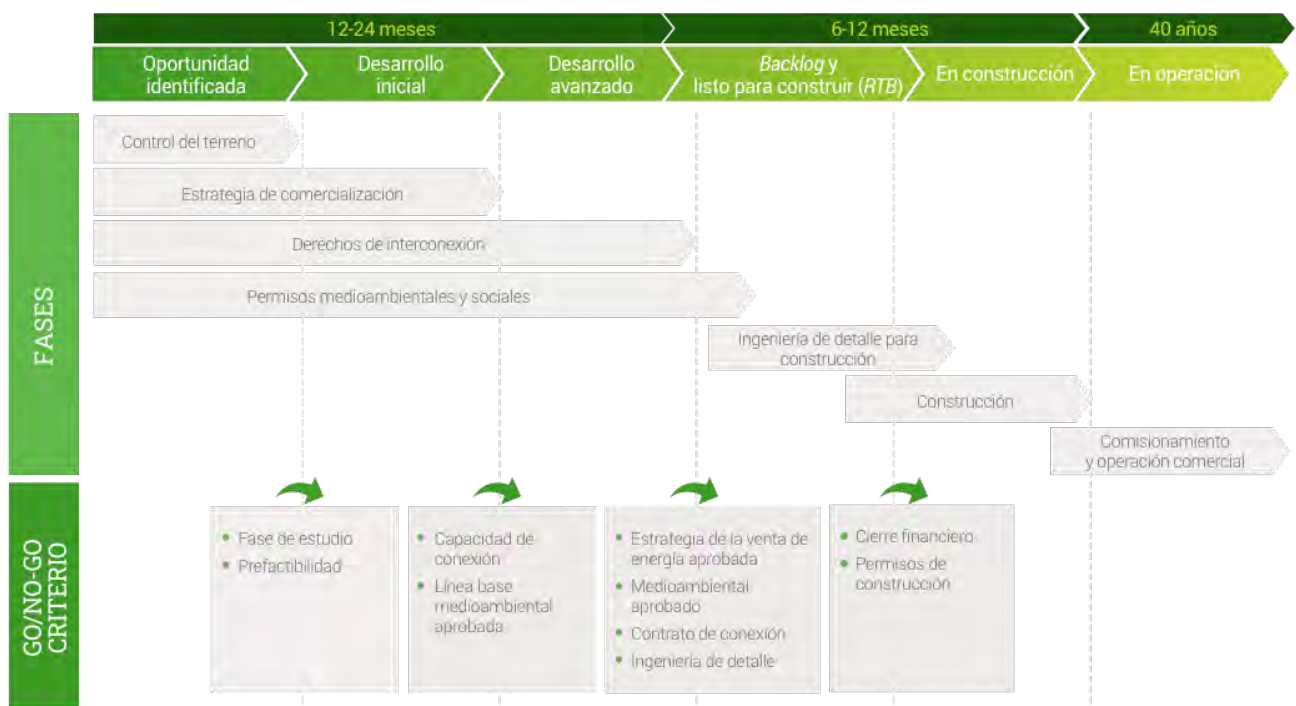 12-24 meses
6-12 meses
40 años
Oportunidad
identificada
Desarrollo
inicial
Desarrollo
avanzado
Backlog y
listo para construir (RTB)
En construcción
En operación
FASES
Control del terreno
Estrategia de comercialización
Derechos de interconexión
Permisos medioambientales y sociales
Ingeniería de detalle para
construcción
Construcción
Comisionamiento
y operación comercial
GO/NO-GO
CRITERIO
• Fase de estudio
• Prefactibilidad
• Capacidad de
conexión
• Línea base
medioambiental
aprobada
• Estrategia de la venta de
energía aprobada
• Medioambiental
aprobado
• Contrato de conexión
• Ingeniería de detalle
• Cierre financiero
• Permisos de
construcción